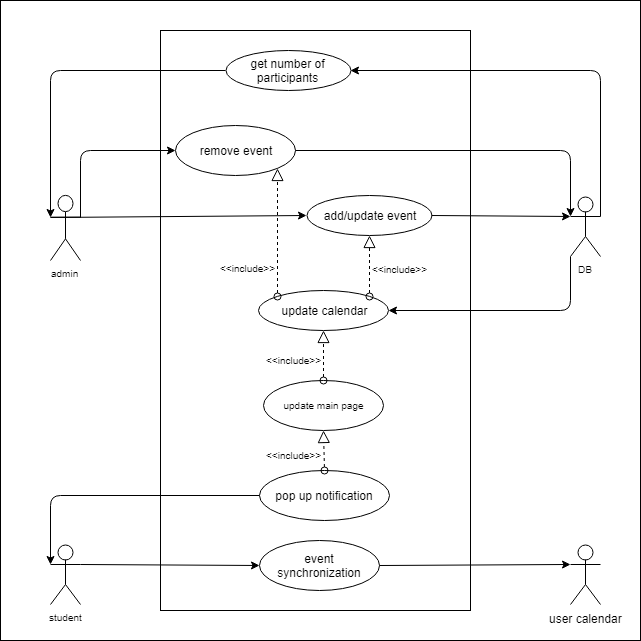 get number of
participants
remove event
add/update event
admin
<<include>>
<<include>>
DB
update calendar
<<include>>
update main page
<<include>>
pop up notification
event
synchronization
student
user calendar